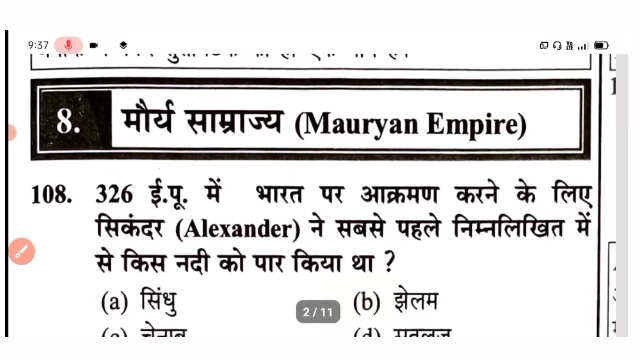 9:37
8. मौर्य साम्राज्य (Mauryan Empire)
108. 326 ई.पू. में भारत पर आक्रमण करने के लिए
सिकंदर (Alexander) ने सबसे पहले निम्नलिखित में
से किस नदी को पार किया था ?
(a) सिंधु (b) झेलम
2 / 11